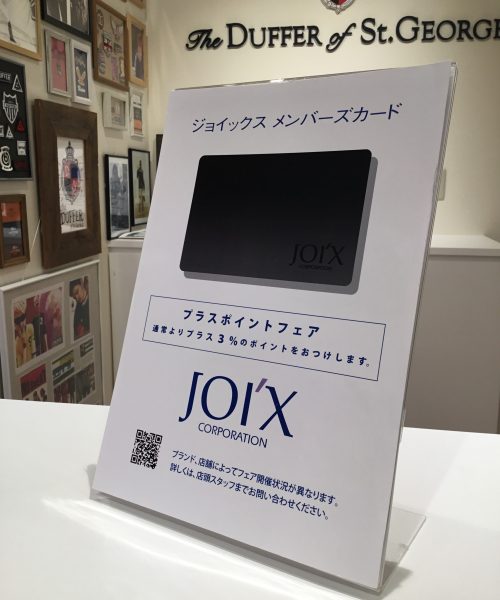 The DUFFER of ST.GEORGE
ジョイックス メンバーズカード
JOI'X
CORPORATION
プラスポイントフェア
通常よりプラス3%のポイントをおつけします。
JOI'X
CORPORATION
ブランド、店舗によってフェア開催状況が異なります。
詳しくは、店頭スタッフまでお問い合わせください。
DUFFER